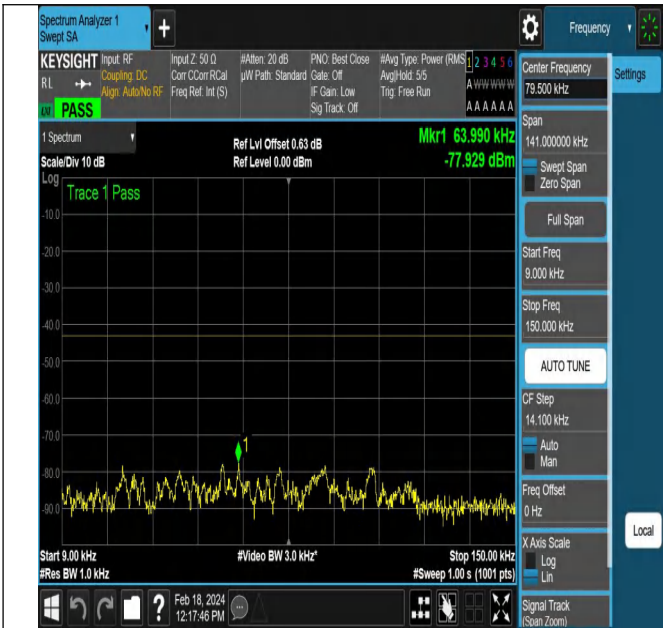 Spectrum Analyzer 1
Swept SA
+
Frequency
KEYSIGHT
RL
PASS
Input: RF
Coupling: DC
Align: Auto/No RF
Input Z: 50 Ω
Corr CCorr RCal
Freq Ref: Int (S)
#Atten: 20 dB
µW Path: Standard
PNO: Best Close
Gate: Off
IF Gain: Low
Sig Track: Off
#Avg Type: Power (RMS
Avg|Hold: 5/5
Trig: Free Run
1 2 3 4 5 6
A W W W W W
A A A A A A
1 Spectrum
Scale/Div 10 dB
Log
Ref Lvl Offset 0.63 dB
Ref Level 0.00 dBm
Mkr1 63.990 kHz
-77.929 dBm
Trace 1 Pass
-10.0
-20.0
-30.0
-40.0
-50.0
-60.0
-70.0
-80.0
-90.0
1
Start 9.00 kHz
#Res BW 1.0 kHz
#Video BW 3.0 kHz*
Stop 150.00 kHz
#Sweep 1.00 s (1001 pts)
?
Feb 18, 2024
12:17:46 PM
Center Frequency
79.500 kHz
Span
141.000000 kHz
Swept Span
Zero Span
Full Span
Start Freq
9.000 kHz
Stop Freq
150.000 kHz
AUTO TUNE
CF Step
14.100 kHz
Auto
Man
Freq Offset
0 Hz
X Axis Scale
Log
Lin
Signal Track
(Span Zoom)
Settings
Local